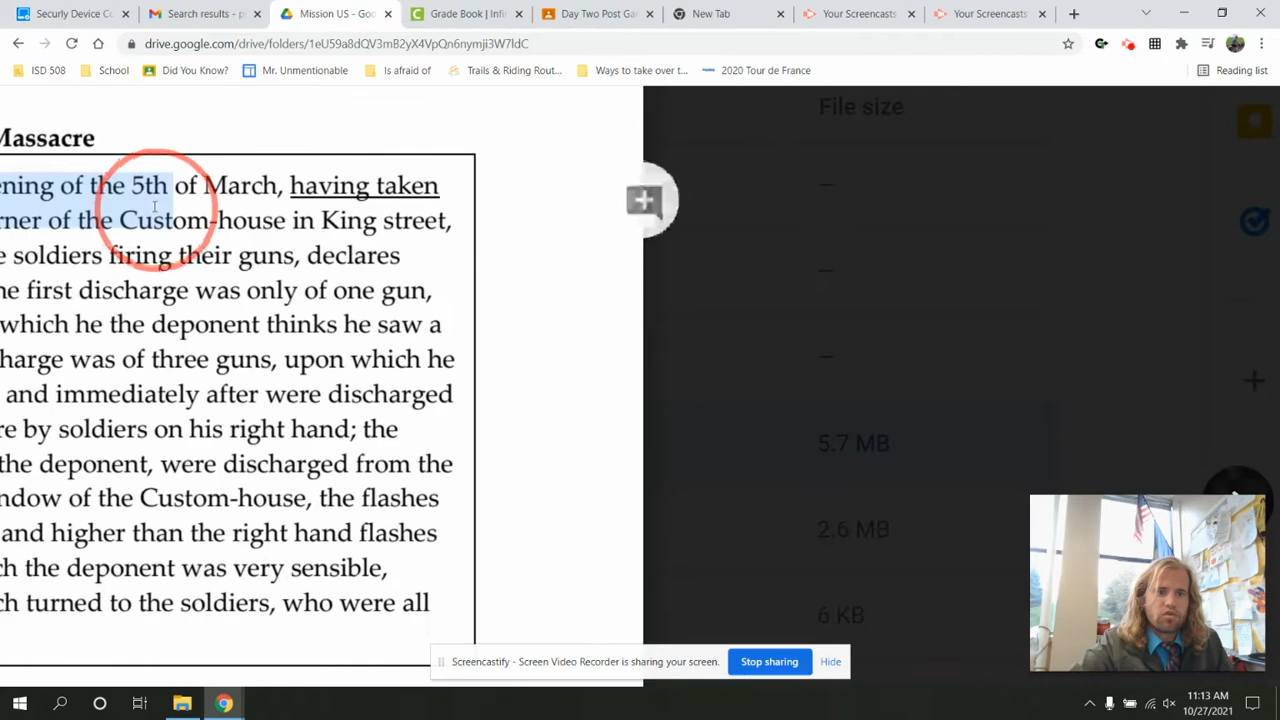 Securly Device Co
Search results - p
Mission US - Goo
Grade Book | Infi
Day Two Post Ga
New Tab
Your Screencasts
Your Screencasts
drive.google.com/drive/folders/1eU59a8dQV3mB2yX4VpQn6nymji3W7ldC
ISD 508
School
Did You Know?
Mr. Unmentionable
Is afraid of
Trails & Riding Rout...
Ways to take over t...
2020 Tour de France
Reading list
File size
Massacre
ening of the 5th of March, having taken
rner of the Custom-house in King street,
e soldiers firing their guns, declares
he first discharge was only of one gun,
which he the deponent thinks he saw a
harge was of three guns, upon which he
and immediately after were discharged
re by soldiers on his right hand; the
the deponent, were discharged from the
ndow of the Custom-house, the flashes
and higher than the right hand flashes
ch the deponent was very sensible,
ch turned to the soldiers, who were all
5.7 MB
2.6 MB
6 KB
Screencastify - Screen Video Recorder is sharing your screen.
Stop sharing
Hide
11:13 AM
10/27/2021